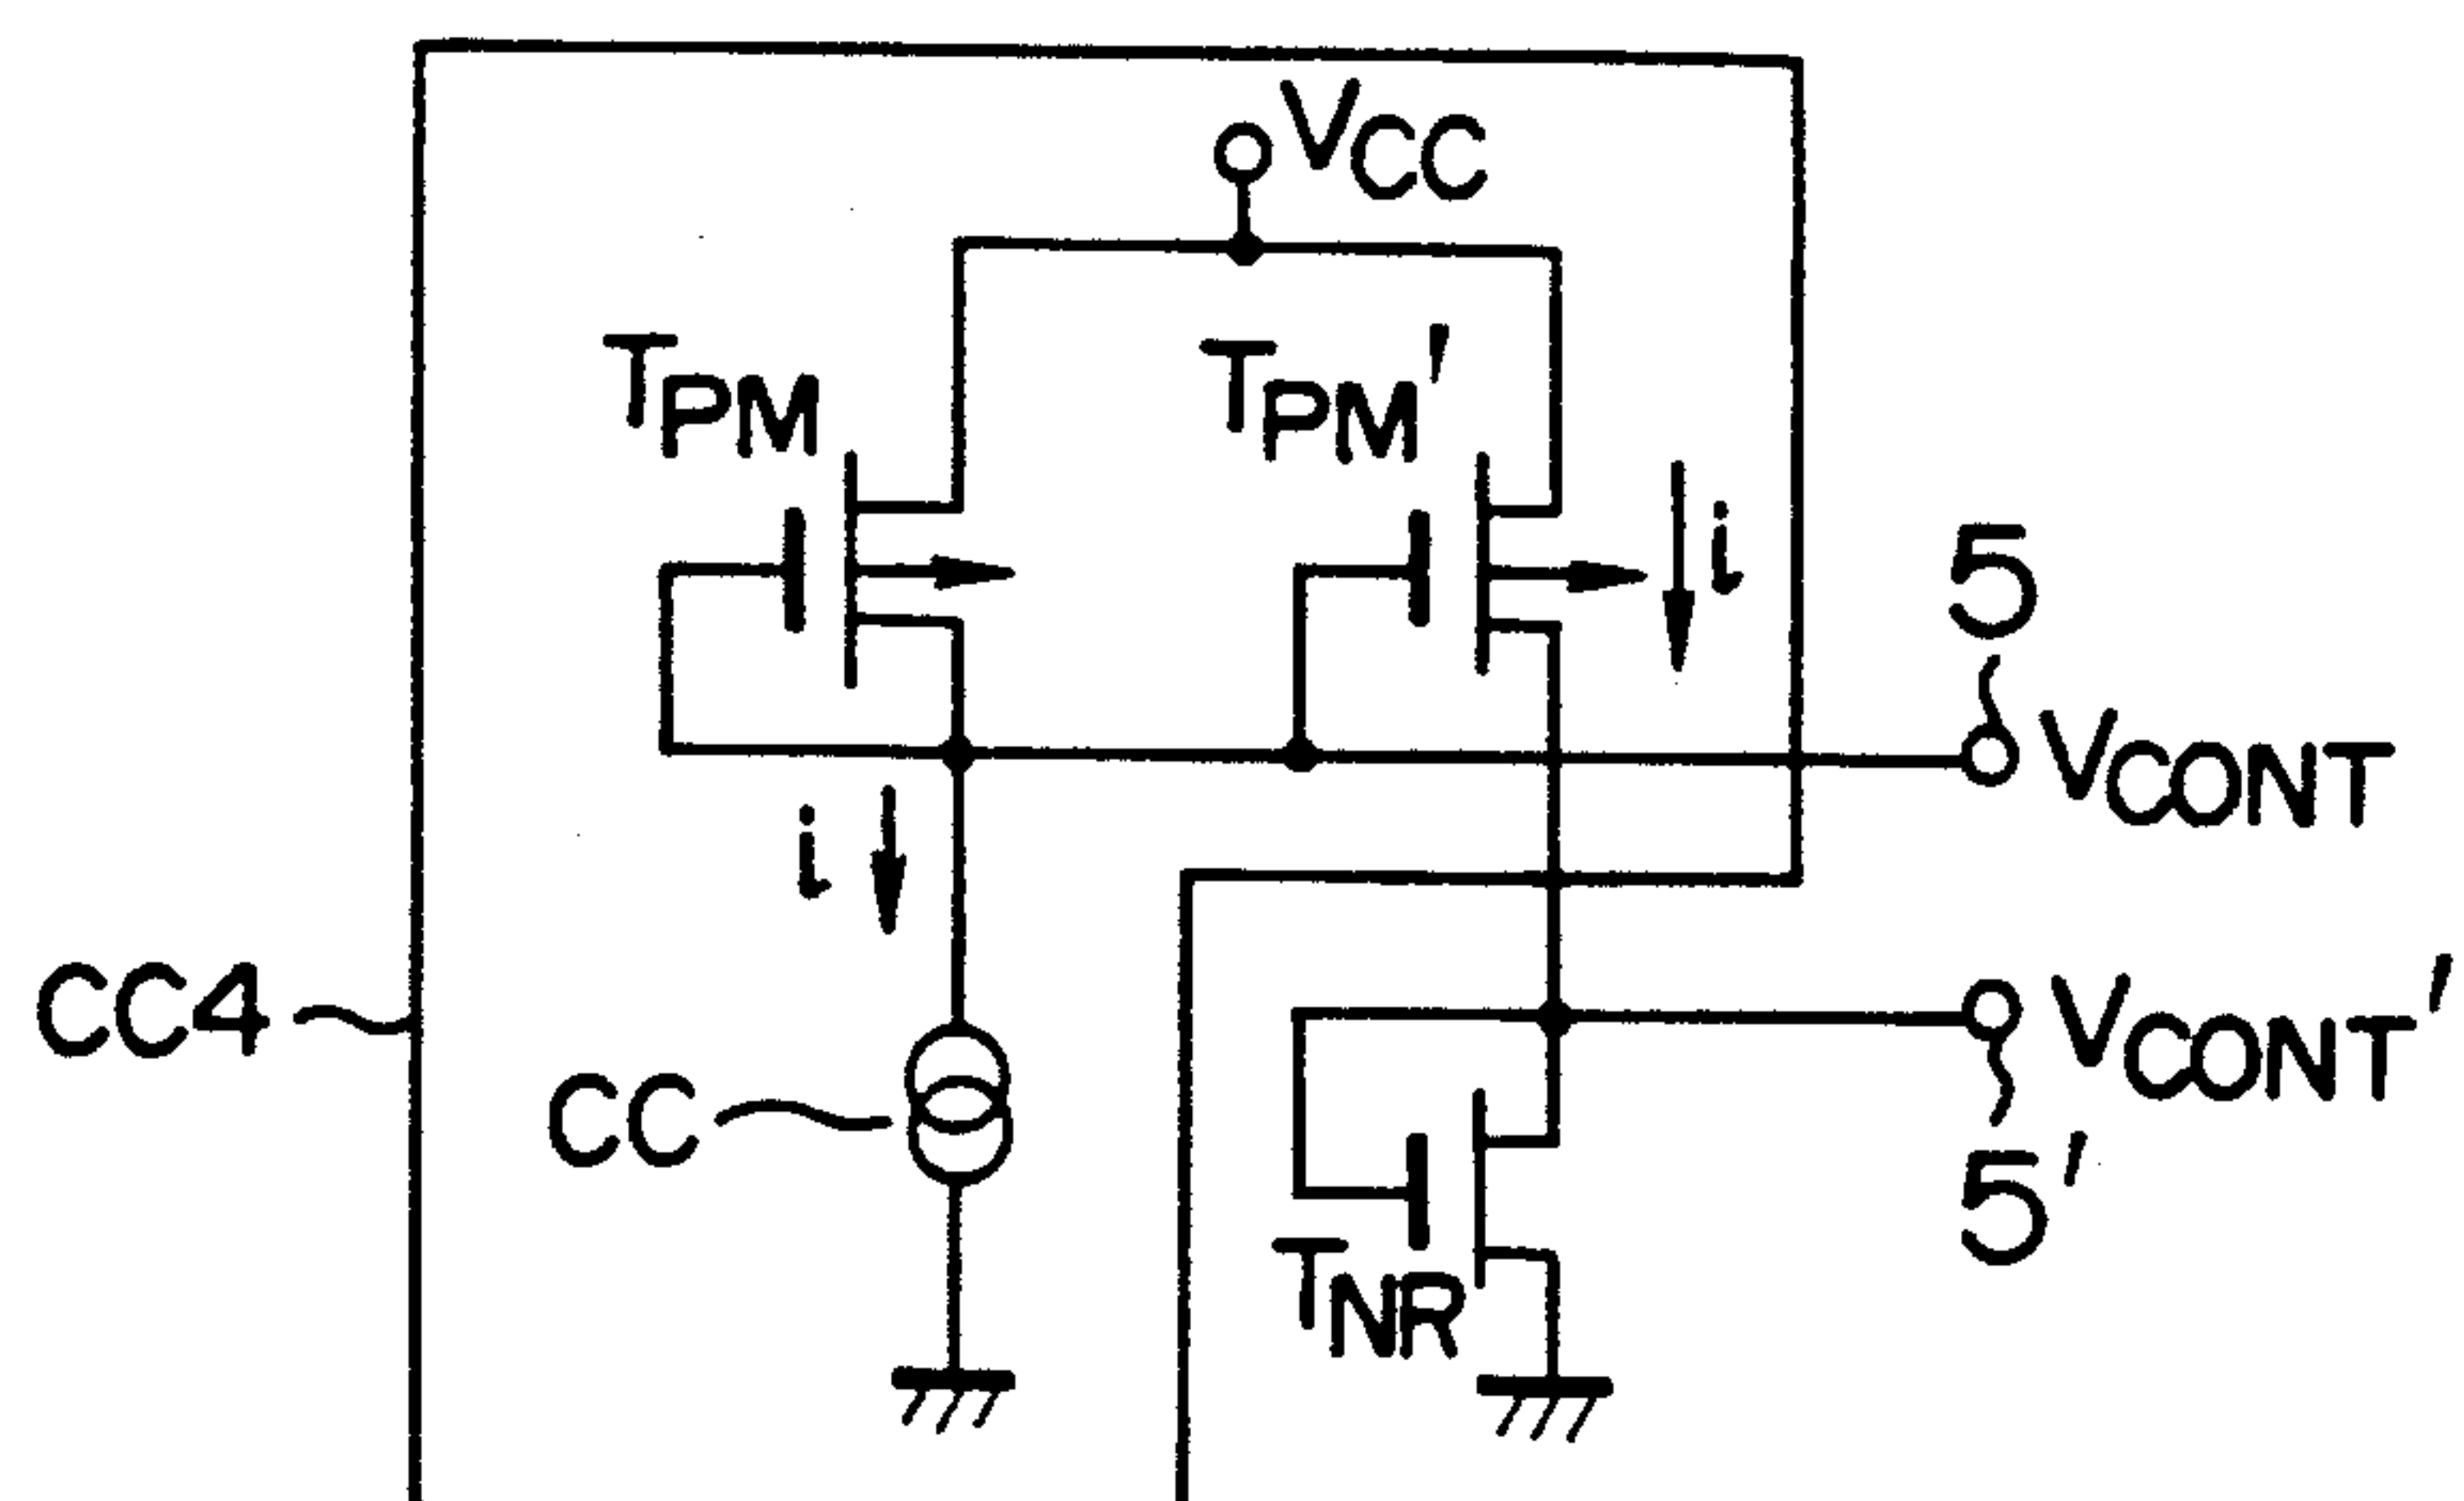 VCC
TPM
TPM'
i
5
VCONT
i
CC4
VCONT'
CC
5'
TNR